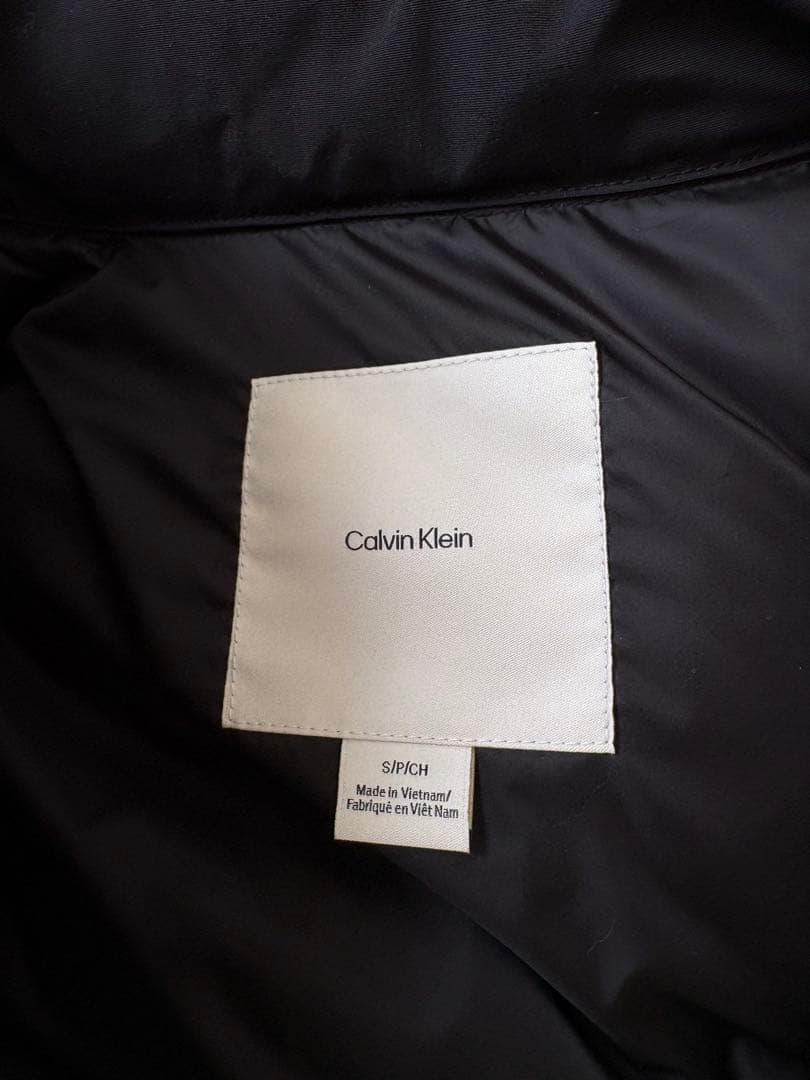 Calvin Klein
S/P/CH
Made in Vietnam/
Fabriqué en Viêt Nam